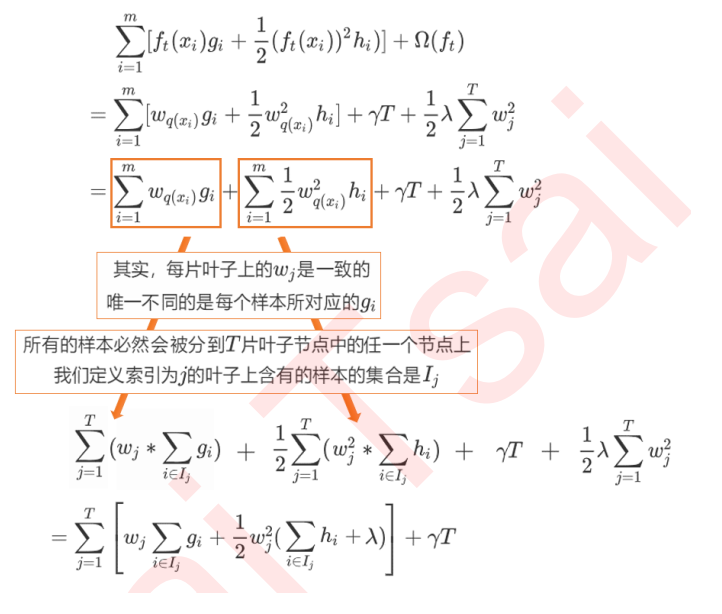 $\sum_{i=1}^{m}[f_t(x_i)g_i + \frac{1}{2}(f_t(x_i))^2 h_i)] + \Omega(f_t)$
$= \sum_{i=1}^{m}[w_{q(x_i)}g_i + \frac{1}{2}w^2_{q(x_i)}h_i] + \gamma T + \frac{1}{2}\lambda\sum_{j=1}^{T}w_j^2$
$= \sum_{i=1}^{m}w_{q(x_i)}g_i + \sum_{i=1}^{m}\frac{1}{2}w^2_{q(x_i)}h_i + \gamma T + \frac{1}{2}\lambda\sum_{j=1}^{T}w_j^2$
其实，每片叶子上的$w_j$是一致的
唯一不同的是每个样本所对应的$g_i$
所有的样本必然会被分到$T$片叶子节点中的任一个节点上
我们定义索引为$j$的叶子上含有的样本的集合是$I_j$
$\sum_{j=1}^{T}(w_j * \sum_{i\in I_j}g_i) + \frac{1}{2}\sum_{j=1}^{T}(w_j^2 * \sum_{i\in I_j}h_i) + \gamma T + \frac{1}{2}\lambda\sum_{j=1}^{T}w_j^2$
$= \sum_{j=1}^{T}\left[w_j\sum_{i\in I_j}g_i + \frac{1}{2}w_j^2(\sum_{i\in I_j}h_i + \lambda)\right] + \gamma T$
Tsai